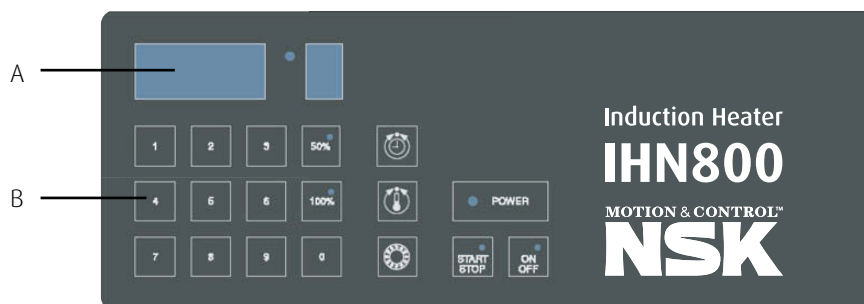 A
1 2 3 50%
Induction Heater
IHN800
B
4 5 6 100%
POWER
MOTION & CONTROL™
NSK
7 8 9 0
START
STOP
ON
OFF